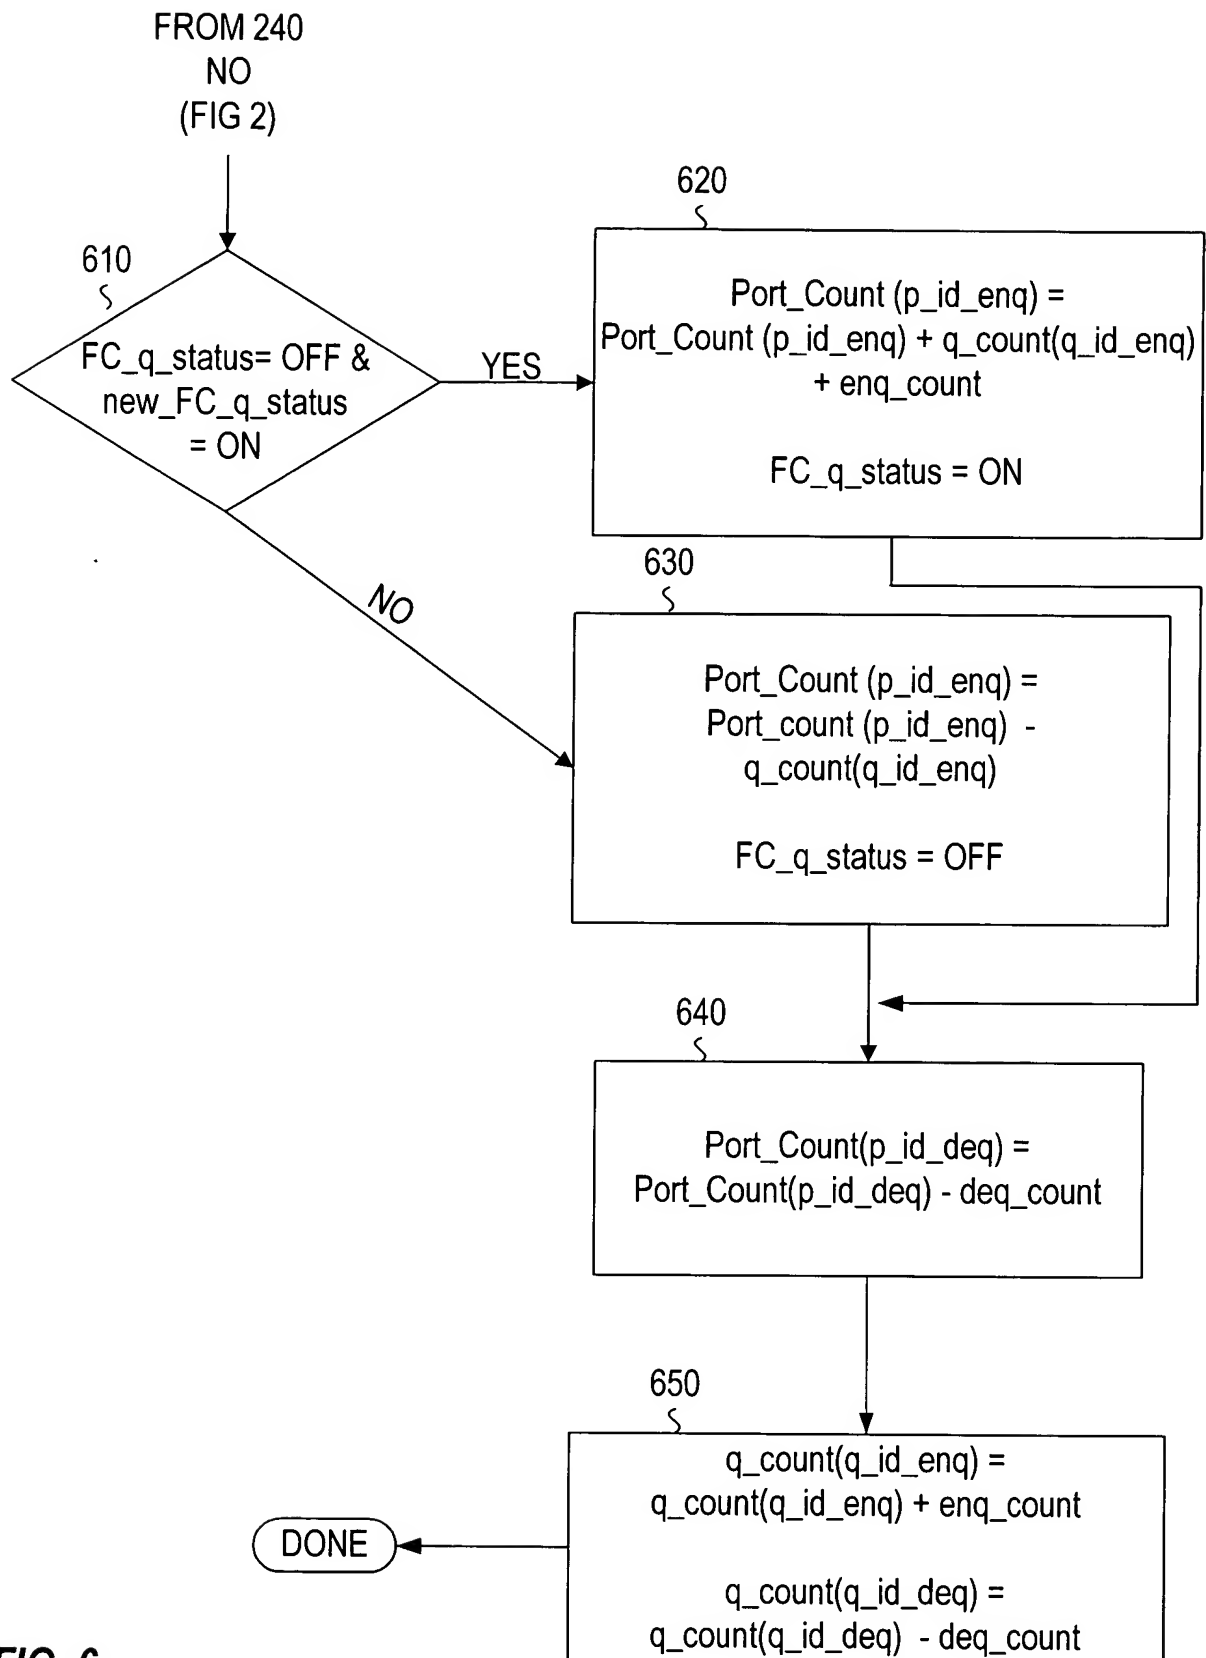 FROM 240
NO
(FIG 2)
610
FC_q_status= OFF &
new_FC_q_status
= ON
YES
NO
620
Port_Count (p_id_enq) =
Port_Count (p_id_enq) + q_count(q_id_enq)
+ enq_count
FC_q_status = ON
630
Port_Count (p_id_enq) =
Port_count (p_id_enq) -
q_count(q_id_enq)
FC_q_status = OFF
640
Port_Count(p_id_deq) =
Port_Count(p_id_deq) - deq_count
650
q_count(q_id_enq) =
q_count(q_id_enq) + enq_count
q_count(q_id_deq) =
q_count(q_id_deq) - deq_count
DONE
FIG. 6